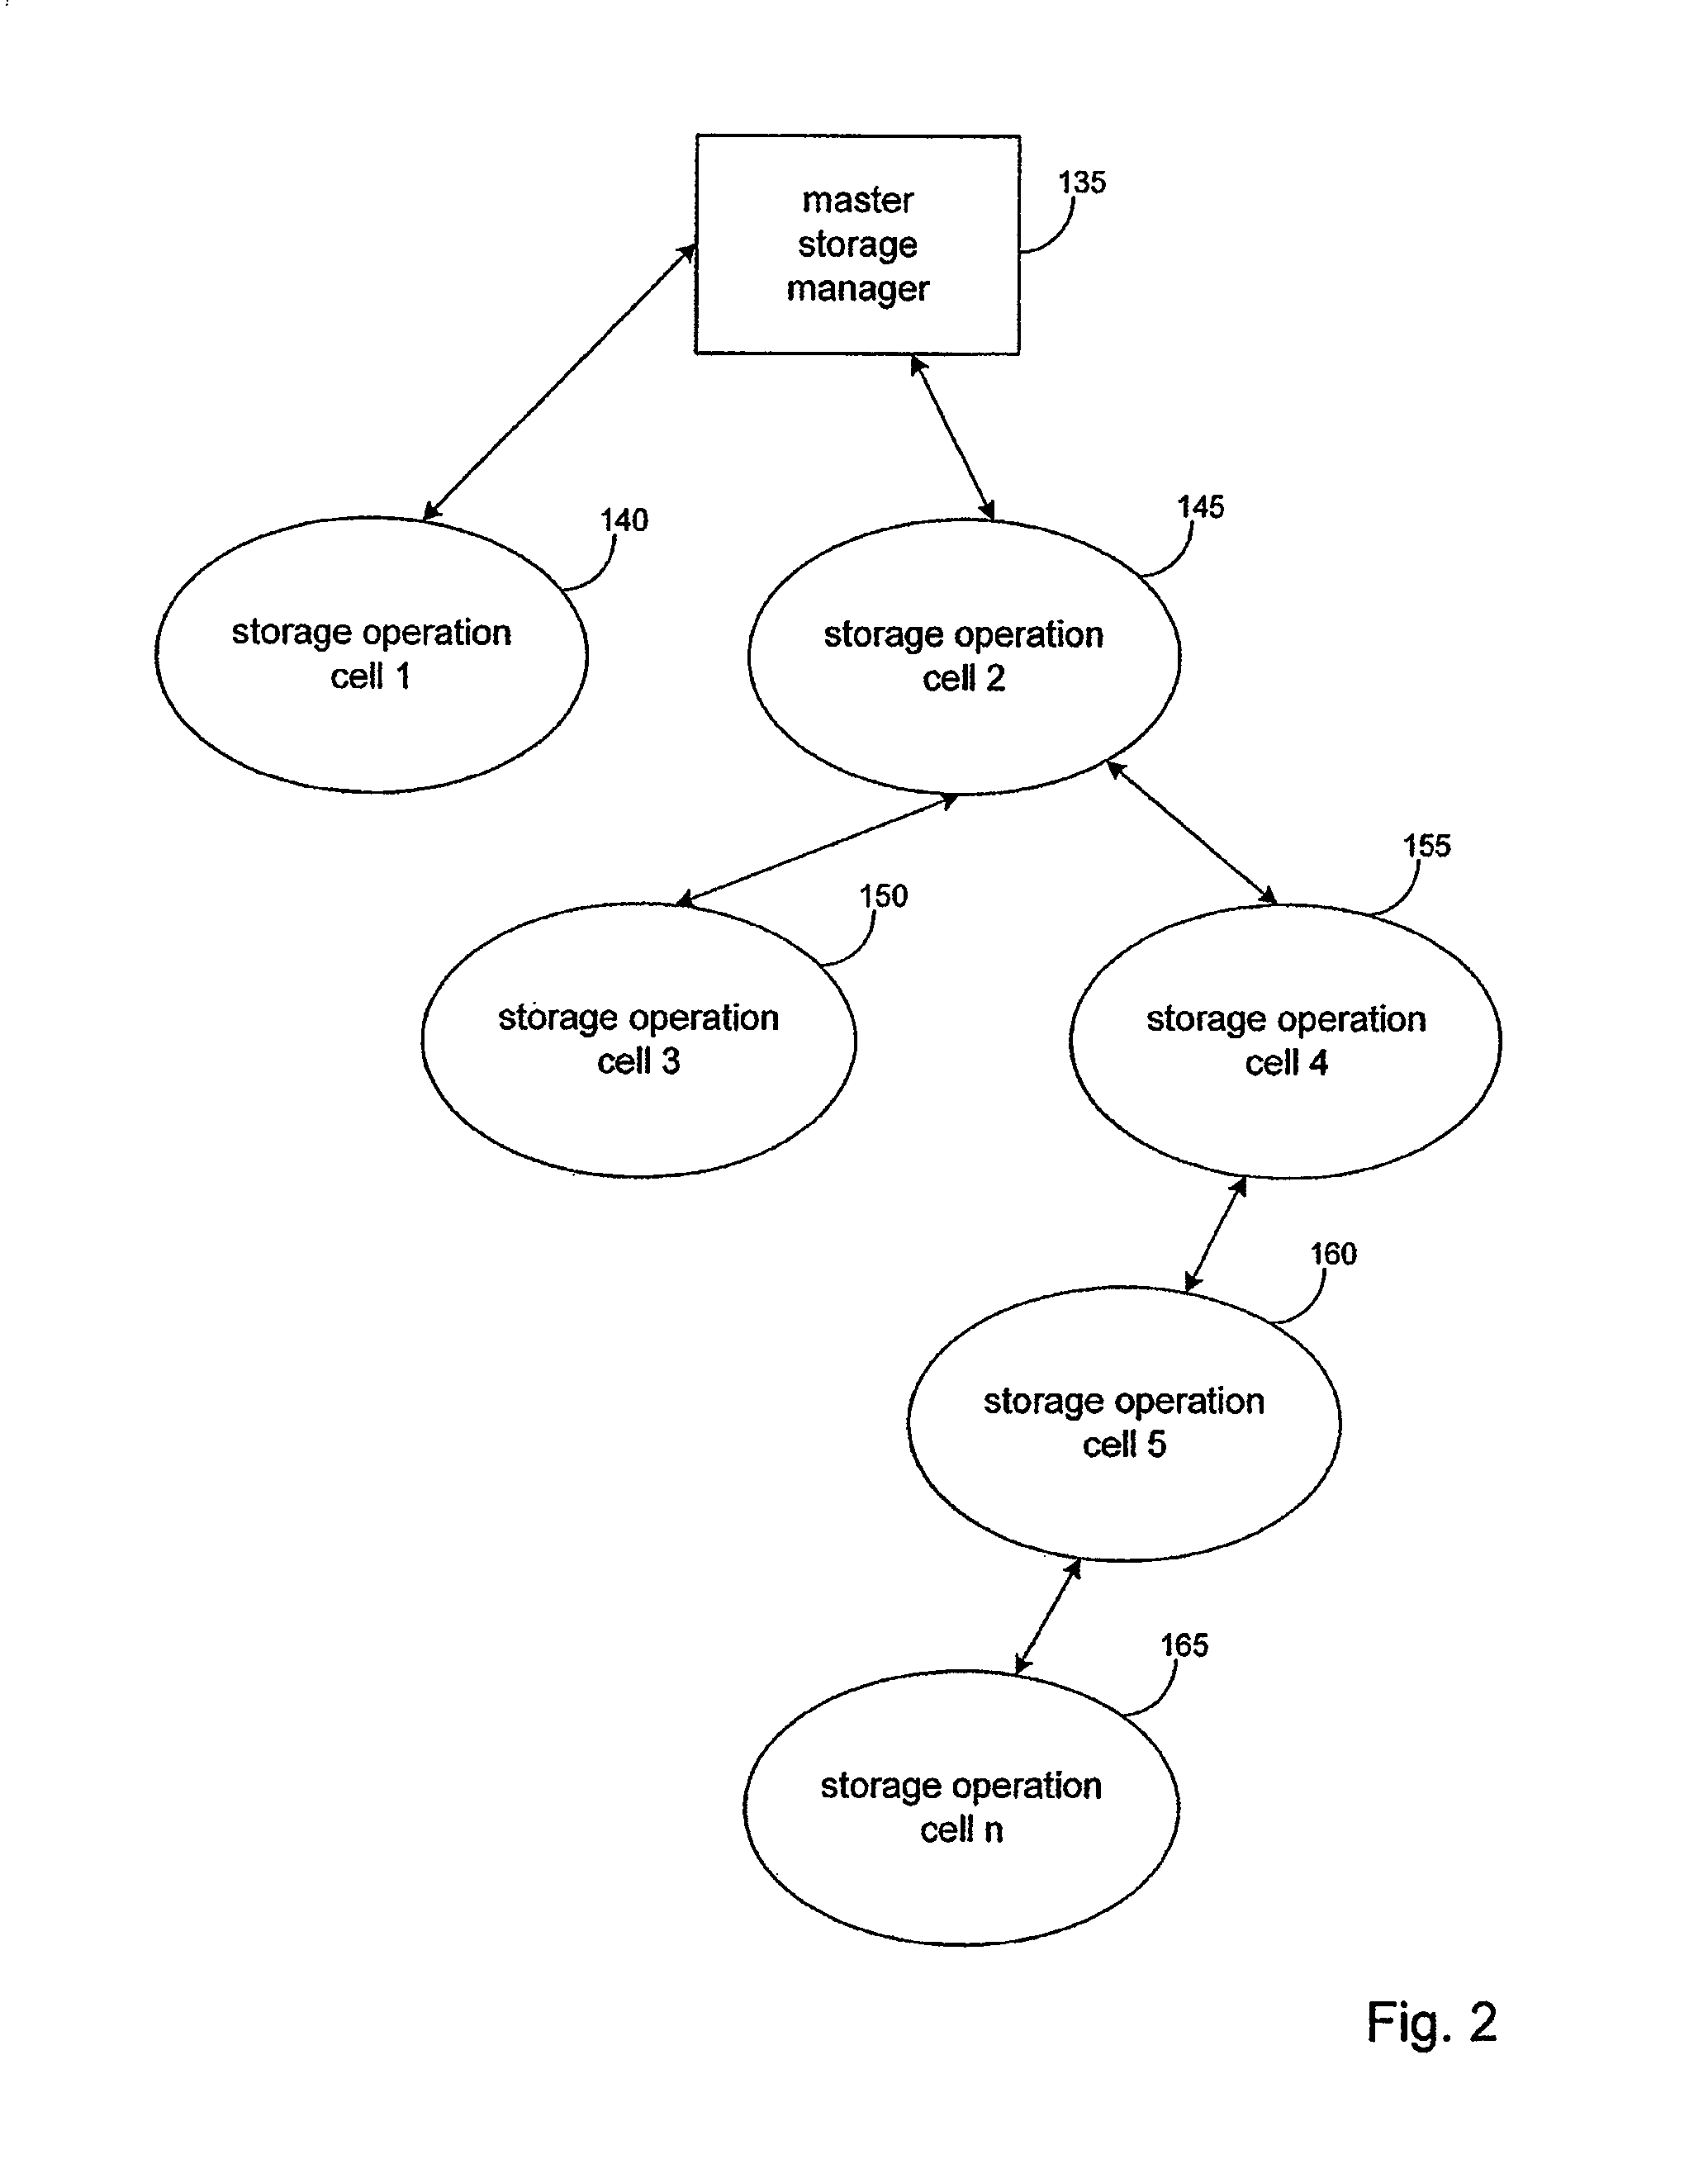 master
storage
manager
135
140
145
storage operation
cell 1
storage operation
cell 2
150
155
storage operation
cell 3
storage operation
cell 4
160
storage operation
cell 5
165
storage operation
cell n
Fig. 2